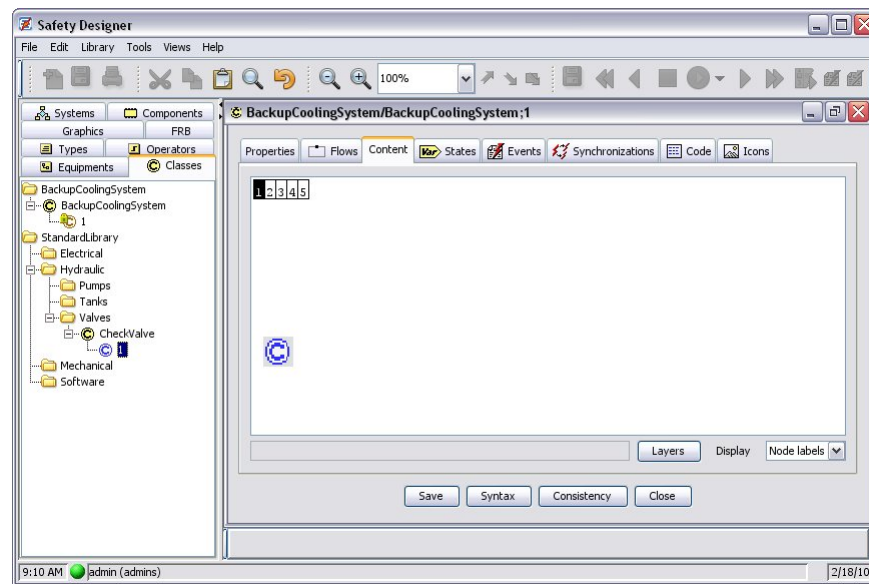 Safety Designer
File Edit Library Tools Views Help
100%
Systems Components
Graphics FRB
Types Operators
Equipments Classes
BackupCoolingSystem
BackupCoolingSystem
1
StandardLibrary
Electrical
Hydraulic
Pumps
Tanks
Valves
CheckValve
1
Mechanical
Software
BackupCoolingSystem/BackupCoolingSystem;1
Properties Flows Content Var States Events Synchronizations Code Icons
1 2 3 4 5
C
Layers Display Node labels
Save Syntax Consistency Close
9:10 AM admin (admins) 2/18/10